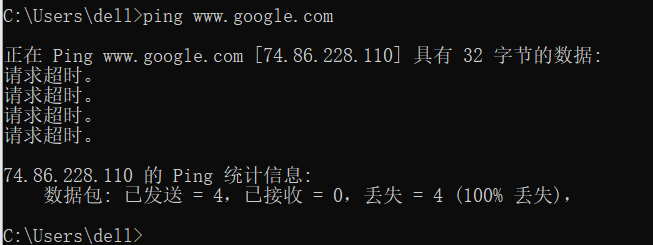 C:\Users\dell>ping www.google.com
正在 Ping www.google.com [74.86.228.110] 具有 32 字节的数据:
请求超时。
请求超时。
请求超时。
请求超时。
74.86.228.110 的 Ping 统计信息:
数据包: 已发送 = 4，已接收 = 0，丢失 = 4 (100% 丢失)，
C:\Users\dell>